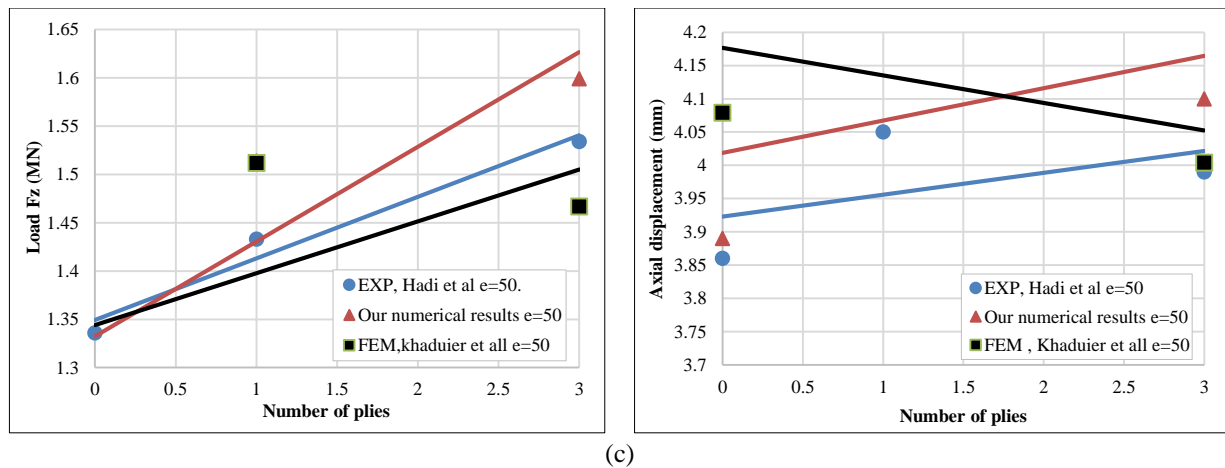 1.65
1.6
1.55
1.5
1.45
1.4
1.35
1.3
Load Fz (MN)
0 0.5 1 1.5 2 2.5 3
Number of plies
EXP, Hadi et al e=50.
Our numerical results e=50
FEM,khaduier et all e=50
4.2
4.15
4.1
4.05
4
3.95
3.9
3.85
3.8
3.75
3.7
Axial displacement (mm)
0 0.5 1 1.5 2 2.5 3
Number of plies
EXP, Hadi et al e=50
Our numerical results e=50
FEM , Khaduier et all e=50
(c)